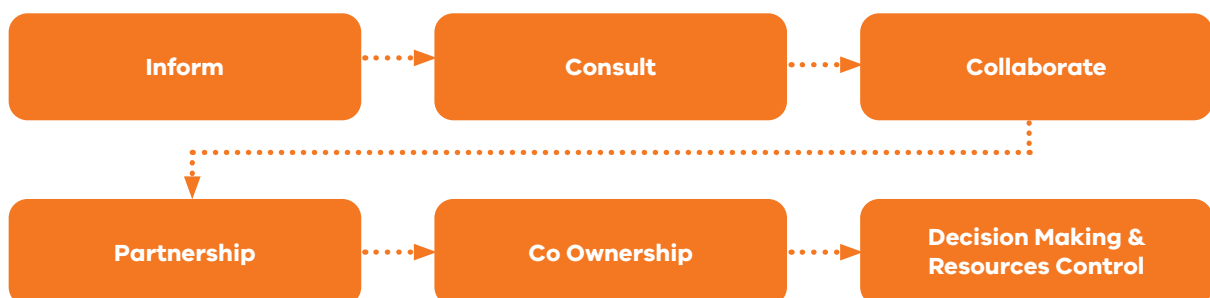 Inform
Consult
Collaborate
Partnership
Co Ownership
Decision Making &
Resources Control